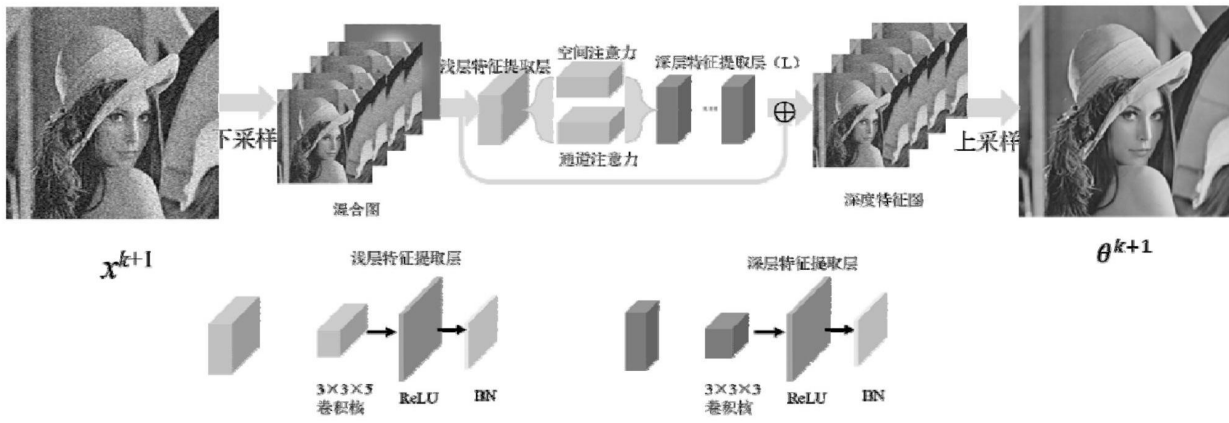 浅层特征提取层
空间注意力
深层特征提取层（L）
下采样
···
上采样
通道注意力
混合图
深度特征图
x^{k+1}
θ^{k+1}
浅层特征提取层
深层特征提取层
3×3×5
卷积核
ReLU
BN
3×3×3
卷积核
ReLU
BN